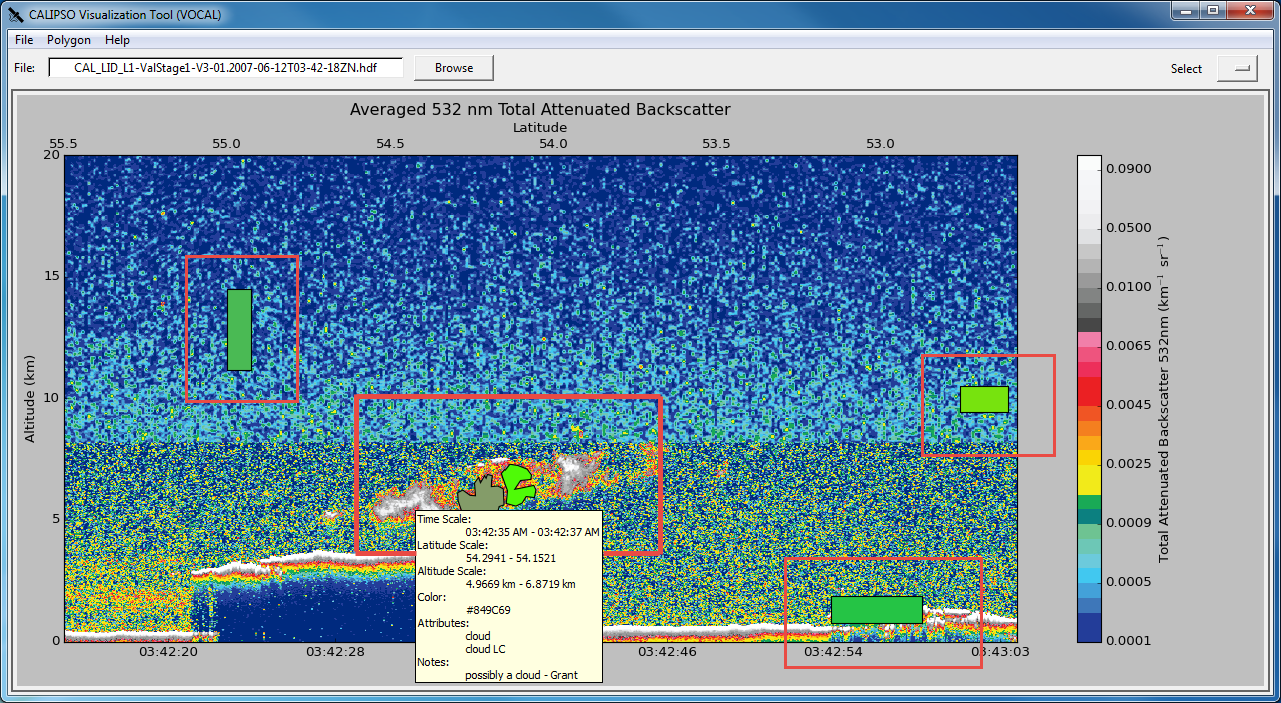 CALIPSO Visualization Tool (VOCAL)
File Polygon Help
File: CAL_LID_L1-ValStage1-V3-01.2007-06-12T03-42-18ZN.hdf Browse Select
Averaged 532 nm Total Attenuated Backscatter
Latitude
55.5 55.0 54.5 54.0 53.5 53.0
20
15
10
5
0
Altitude (km)
03:42:20 03:42:28 03:42:46 03:42:54 03:43:03
Time Scale:
03:42:35 AM - 03:42:37 AM
Latitude Scale:
54.2941 - 54.1521
Altitude Scale:
4.9669 km - 6.8719 km
Color:
#849C69
Attributes:
cloud
cloud LC
Notes:
possibly a cloud - Grant
0.0900
0.0500
0.0100
0.0065
0.0045
0.0025
0.0009
0.0005
0.0001
Total Attenuated Backscatter 532nm (km⁻¹ sr⁻¹)